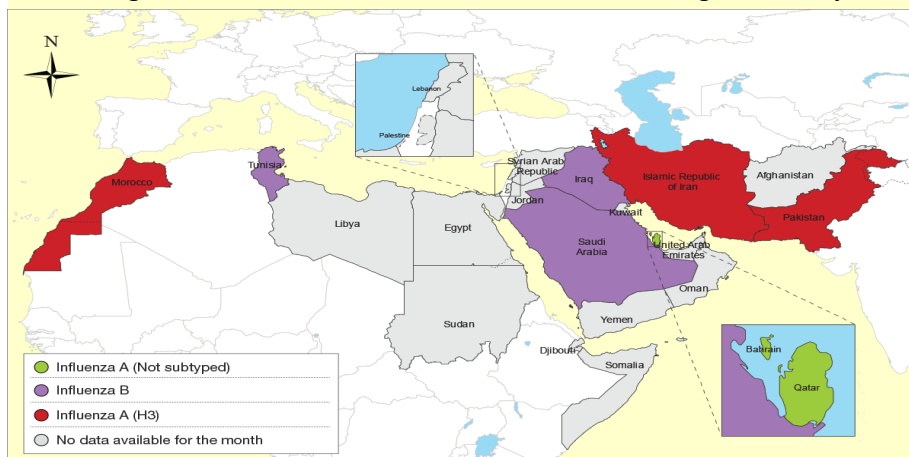 N
Lebanon
Palestine
Tunisia
Morocco
Syrian Arab
Republic
Iraq
Islamic Republic
of Iran
Afghanistan
Jordan
Kuwait
Pakistan
Libya
Egypt
Saudi
Arabia
United Arab
Emirates
Oman
Sudan
Yemen
Djibouti
Somalia
Bahrain
Qatar
Influenza A (Not subtyped)
Influenza B
Influenza A (H3)
No data available for the month